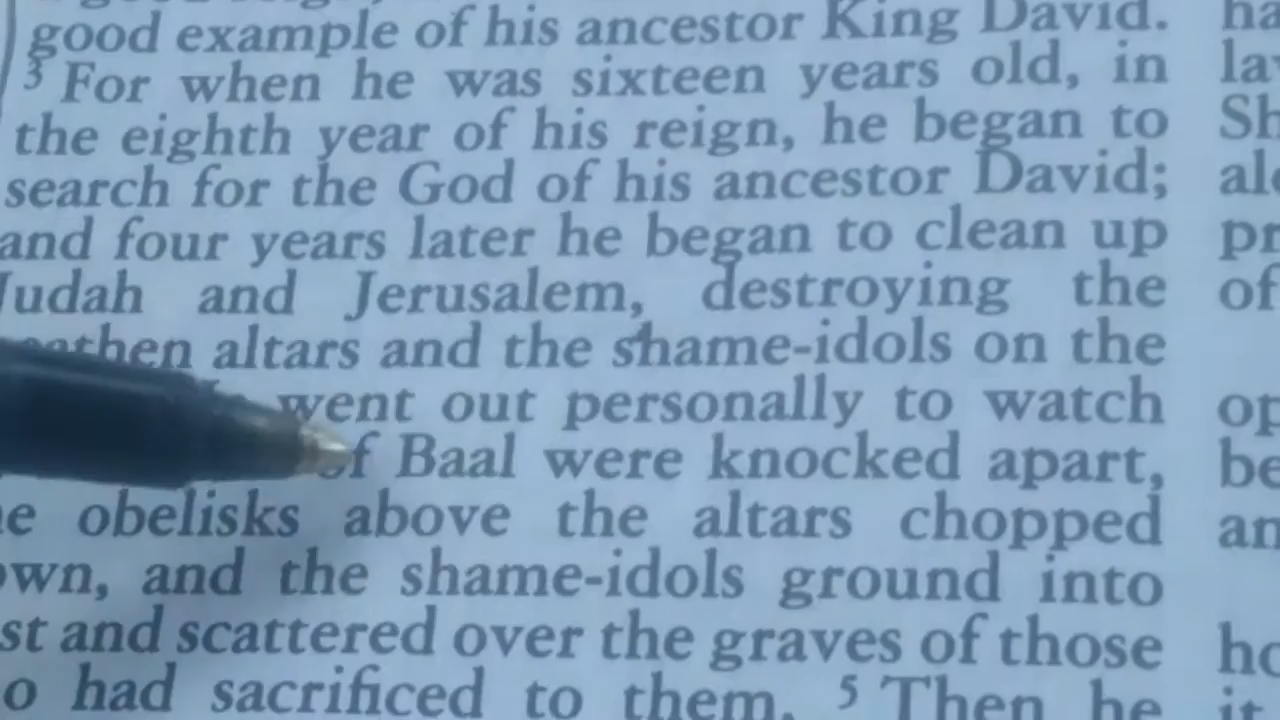 good example of his ancestor King David.
3 For when he was sixteen years old, in
the eighth year of his reign, he began to
search for the God of his ancestor David;
and four years later he began to clean up
Judah and Jerusalem, destroying the
altars and the shame-idols on the
went out personally to watch
of Baal were knocked apart,
obelisks above the altars chopped
and the shame-idols ground into
and scattered over the graves of those
had sacrificed to them. 5 Then he